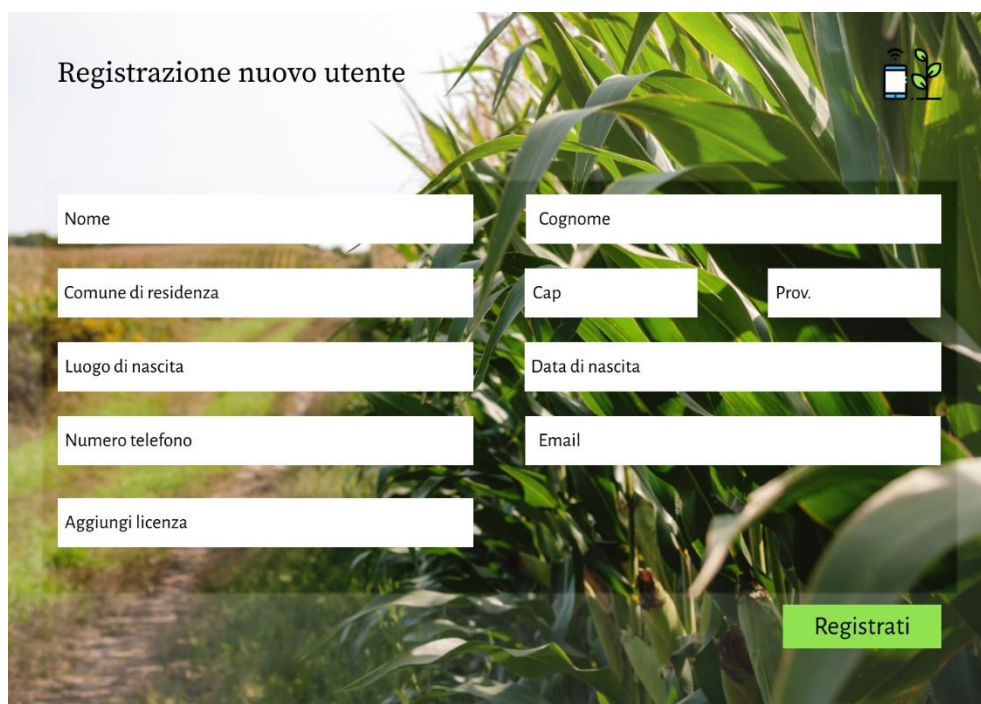 Registrazione nuovo utente
Nome
Cognome
Comune di residenza
Cap
Prov.
Luogo di nascita
Data di nascita
Numero telefono
Email
Aggiungi licenza
Registrati